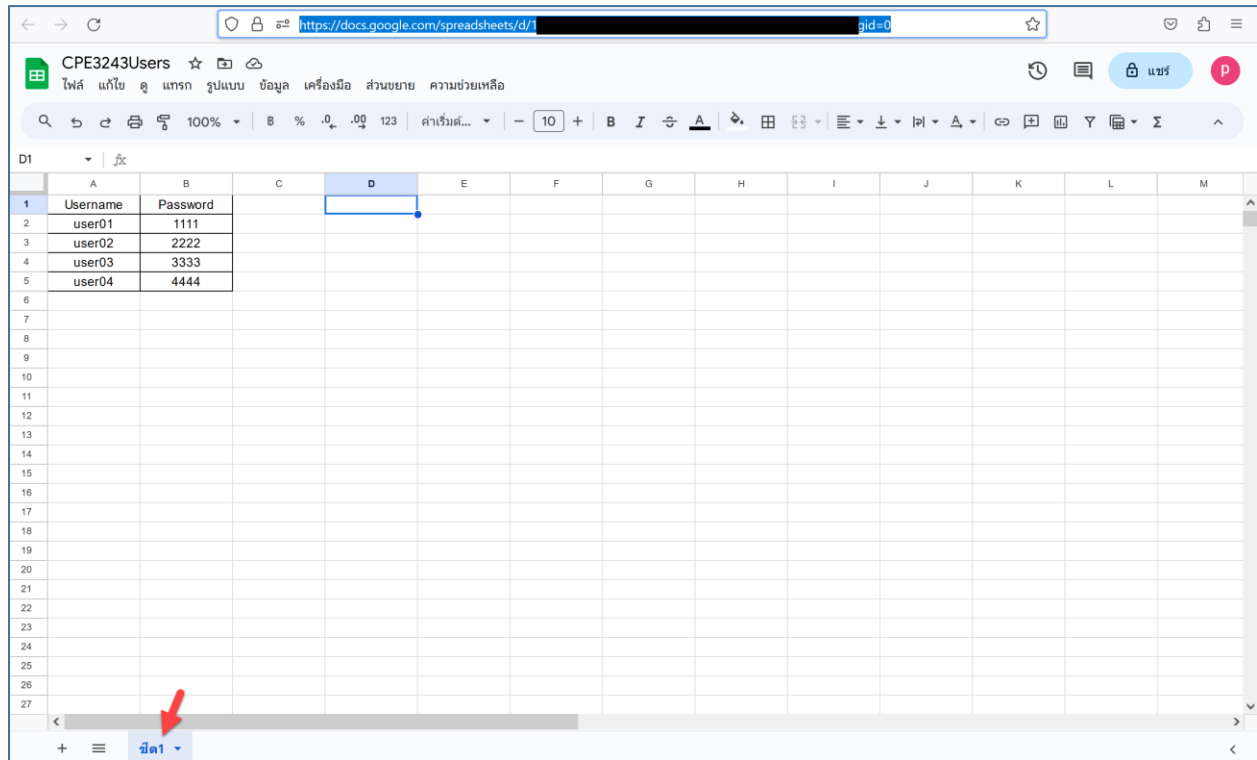 https://docs.google.com/spreadsheets/d/1 gid=0
CPE3243Users
ไฟล์ แก้ไข ดู แทรก รูปแบบ ข้อมูล เครื่องมือ ส่วนขยาย ความช่วยเหลือ
แชร์
p
100% B % .0 .00 123 ค่าเริ่มต้... 10 B I A A Σ
D1 fx
A B C D E F G H I J K L M
1 Username Password
2 user01 1111
3 user02 2222
4 user03 3333
5 user04 4444
6
7
8
9
10
11
12
13
14
15
16
17
18
19
20
21
22
23
24
25
26
27
ชีต1